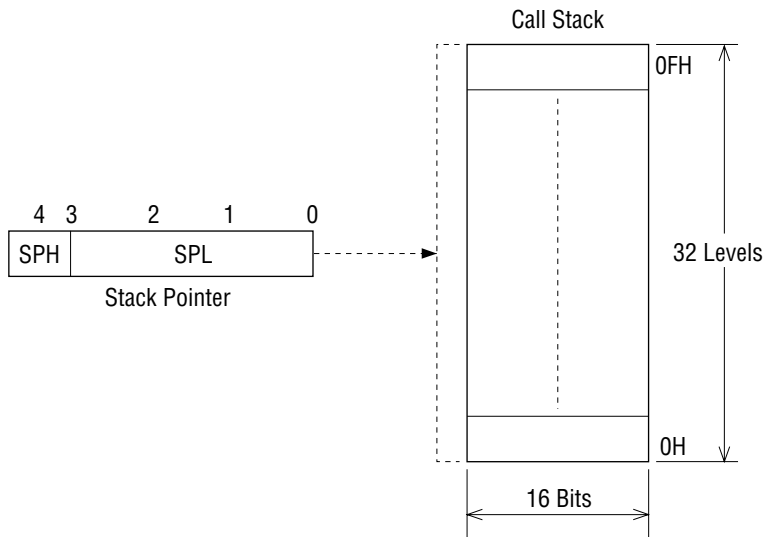 Call Stack
0FH
4 3 2 1 0
SPH SPL
32 Levels
Stack Pointer
0H
16 Bits